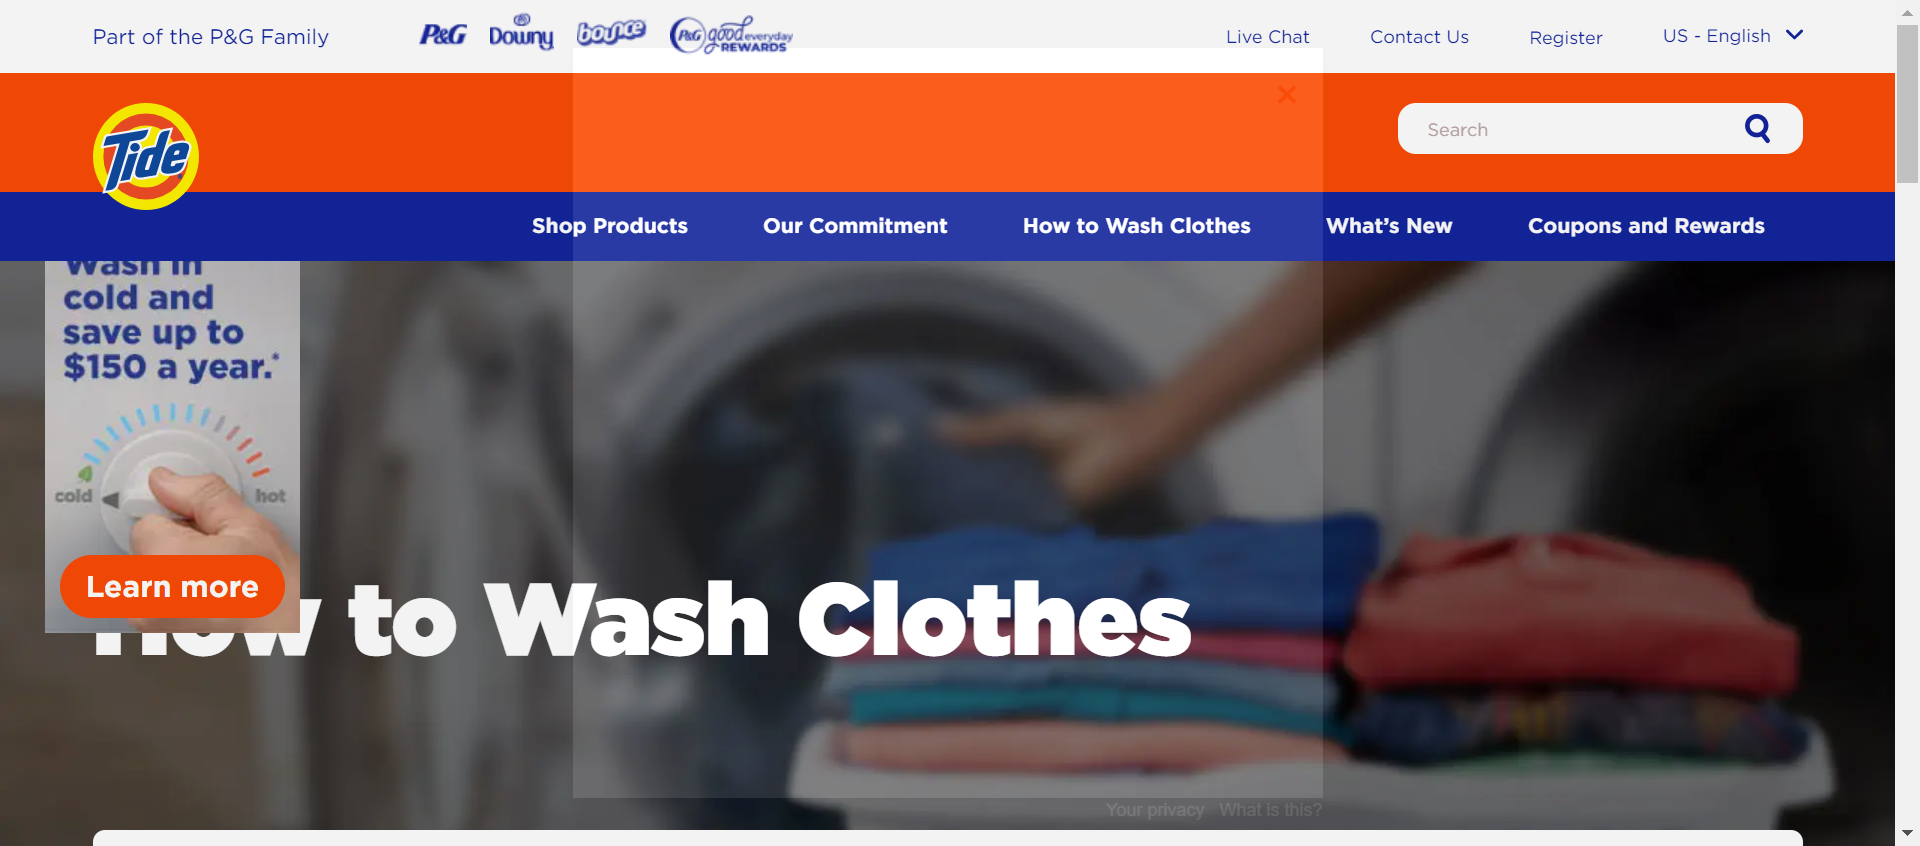 Part of the P&G Family
P&G
Downy
bounce
P&G good everyday
REWARDS
Live Chat
Contact Us
Register
US - English
Tide
Search
Shop Products
Our Commitment
How to Wash Clothes
What's New
Coupons and Rewards
Wash in
cold and
save up to
$150 a year.*
cold
hot
Learn more
How to Wash Clothes
Your privacy
What is this?